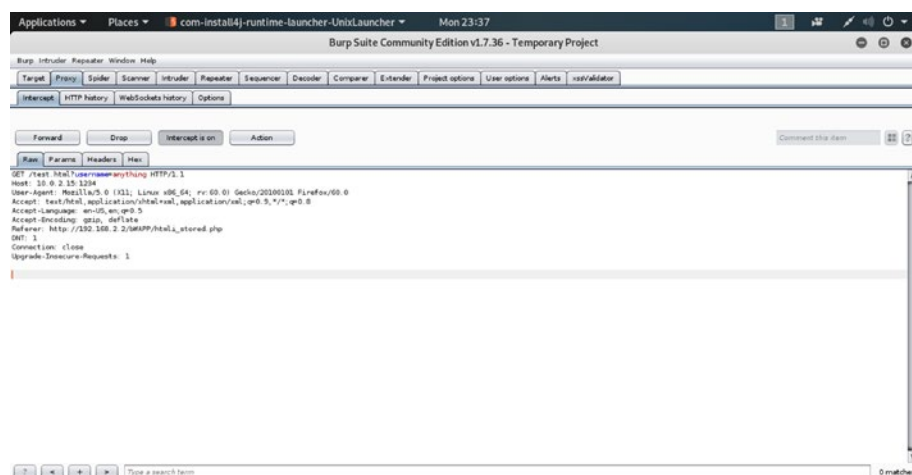 Applications Places com-install4j-runtime-launcher-UnixLauncher Mon 23:37 1
Burp Suite Community Edition v1.7.36 - Temporary Project
Burp Intruder Repeater Window Help
Target Proxy Spider Scanner Intruder Repeater Sequencer Decoder Comparer Extender Project options User options Alerts xssValidator
Intercept HTTP history WebSockets history Options
Forward Drop Intercept is on Action Comment this item ?
Raw Params Headers Hex
GET /test.html?username=anything HTTP/1.1
Host: 10.0.2.15:1234
User-Agent: Mozilla/5.0 (X11; Linux x86_64; rv:60.0) Gecko/20100101 Firefox/60.0
Accept: text/html,application/xhtml+xml,application/xml;q=0.9,*/*;q=0.8
Accept-Language: en-US,en;q=0.5
Accept-Encoding: gzip, deflate
Referer: http://192.168.2.2/bWAPP/htmli_stored.php
DNT: 1
Connection: close
Upgrade-Insecure-Requests: 1
? < + > Type a search term 0 matches